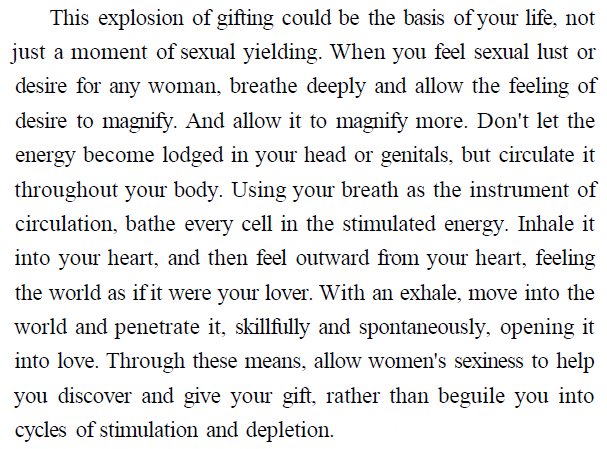 This explosion of gifting could be the basis of your life, not
just a moment of sexual yielding. When you feel sexual lust or
desire for any woman, breathe deeply and allow the feeling of
desire to magnify. And allow it to magnify more. Don't let the
energy become lodged in your head or genitals, but circulate it
throughout your body. Using your breath as the instrument of
circulation, bathe every cell in the stimulated energy. Inhale it
into your heart, and then feel outward from your heart, feeling
the world as if it were your lover. With an exhale, move into the
world and penetrate it, skillfully and spontaneously, opening it
into love. Through these means, allow women's sexiness to help
you discover and give your gift, rather than beguile you into
cycles of stimulation and depletion.